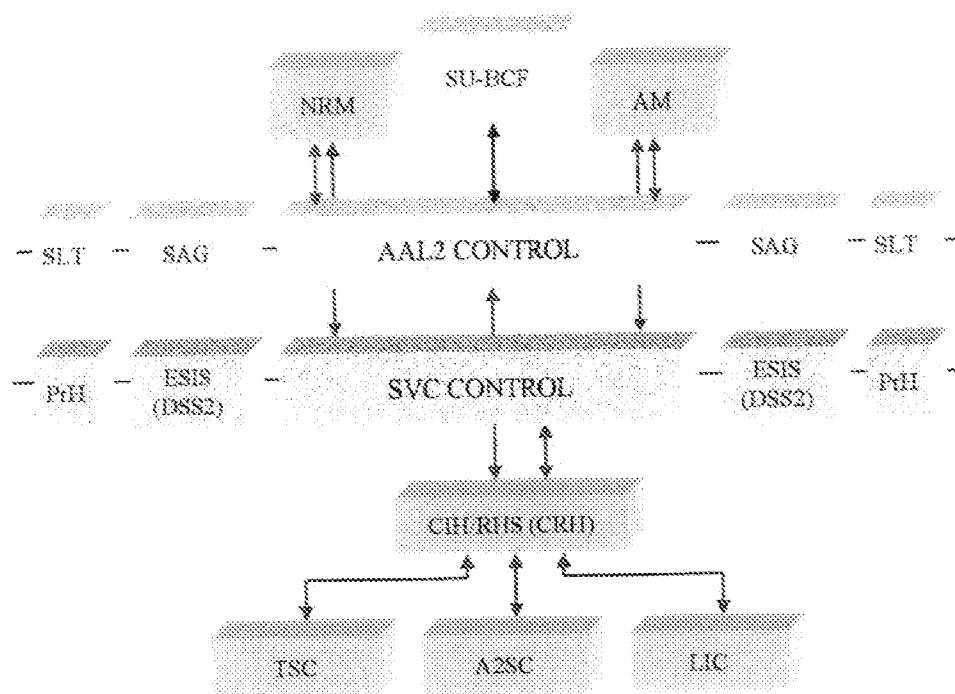 SU-BCF
NRM
AM
SLT
SAG
AAL2 CONTROL
SAG
SLT
PrH
ESIS
(DSS2)
SVC CONTROL
ESIS
(DSS2)
PrH
CIH/RHS (CRH)
TSC
A2SC
LIC